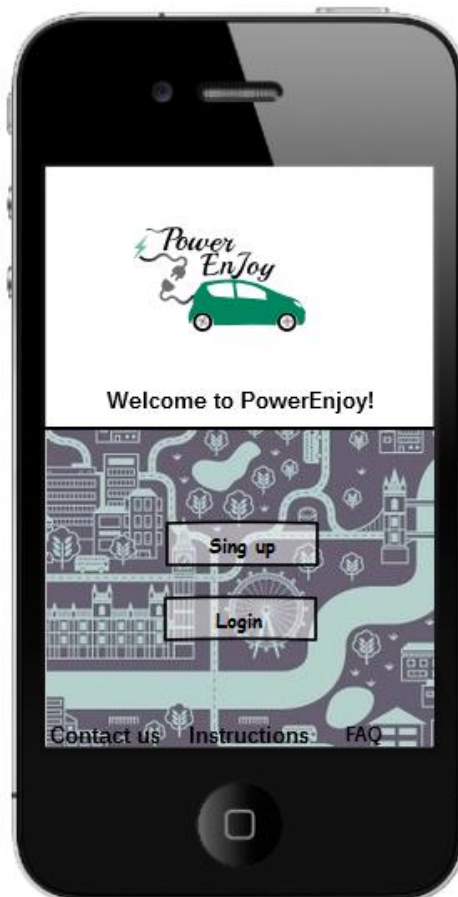 Power
EnJoy
Welcome to PowerEnjoy!
Sing up
Login
Contact us Instructions FAQ